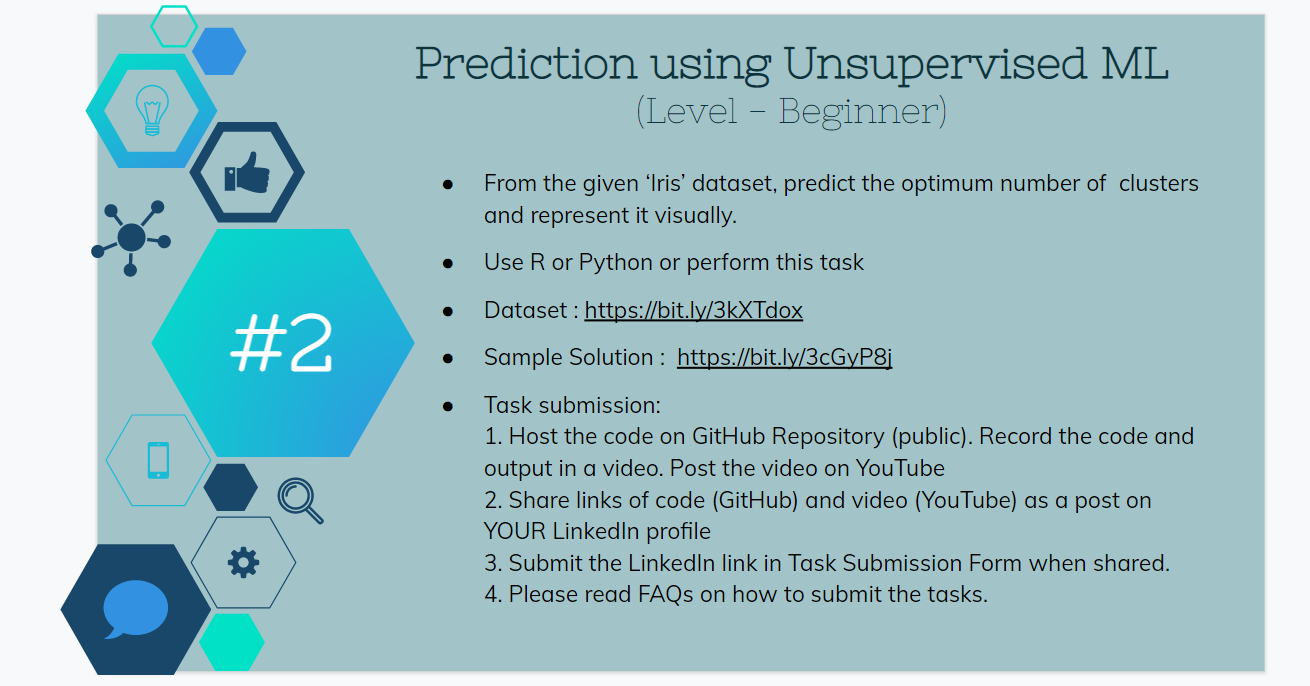 Prediction using Unsupervised ML
(Level – Beginner)
● From the given ‘Iris’ dataset, predict the optimum number of  clusters
and represent it visually.
● Use R or Python or perform this task
● Dataset : https://bit.ly/3kXTdox
● Sample Solution :  https://bit.ly/3cGyP8j
● Task submission:
1. Host the code on GitHub Repository (public). Record the code and
output in a video. Post the video on YouTube
2. Share links of code (GitHub) and video (YouTube) as a post on
YOUR LinkedIn profile
3. Submit the LinkedIn link in Task Submission Form when shared.
4. Please read FAQs on how to submit the tasks.
#2